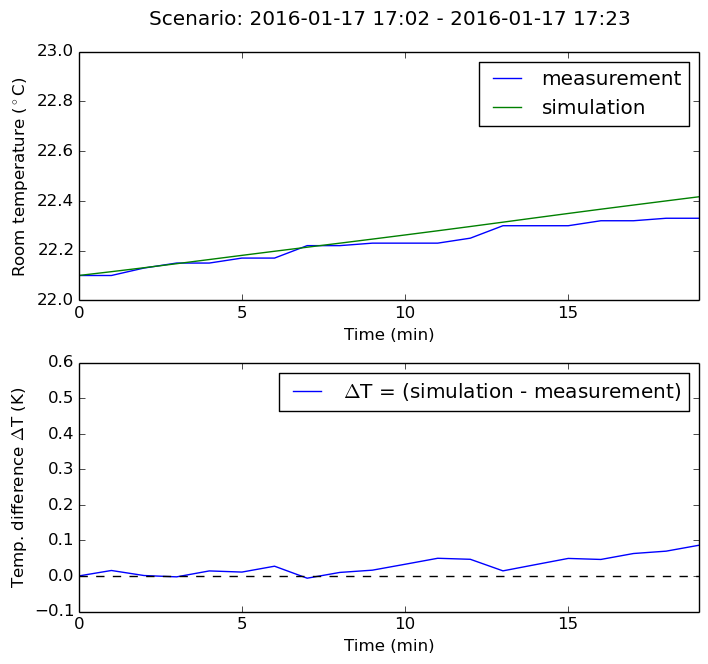 Scenario: 2016-01-17 17:02 - 2016-01-17 17:23
23.0
22.8
22.6
22.4
22.2
22.0
Room temperature (°C)
measurement
simulation
0
5
10
15
Time (min)
0.6
0.5
0.4
0.3
0.2
0.1
0.0
−0.1
Temp. difference ΔT (K)
ΔT = (simulation - measurement)
0
5
10
15
Time (min)